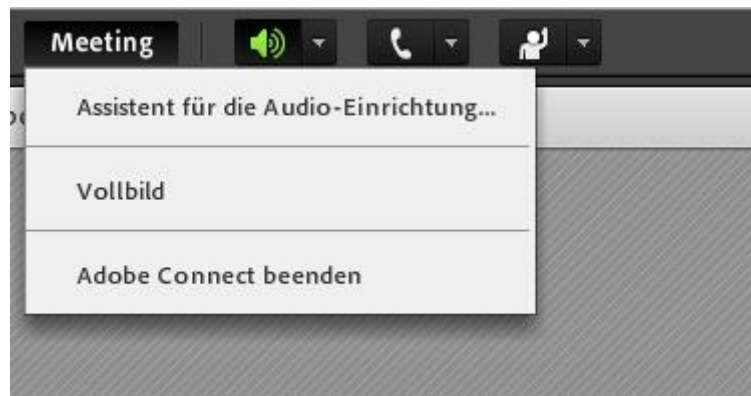 Meeting
Assistent für die Audio-Einrichtung...
Vollbild
Adobe Connect beenden